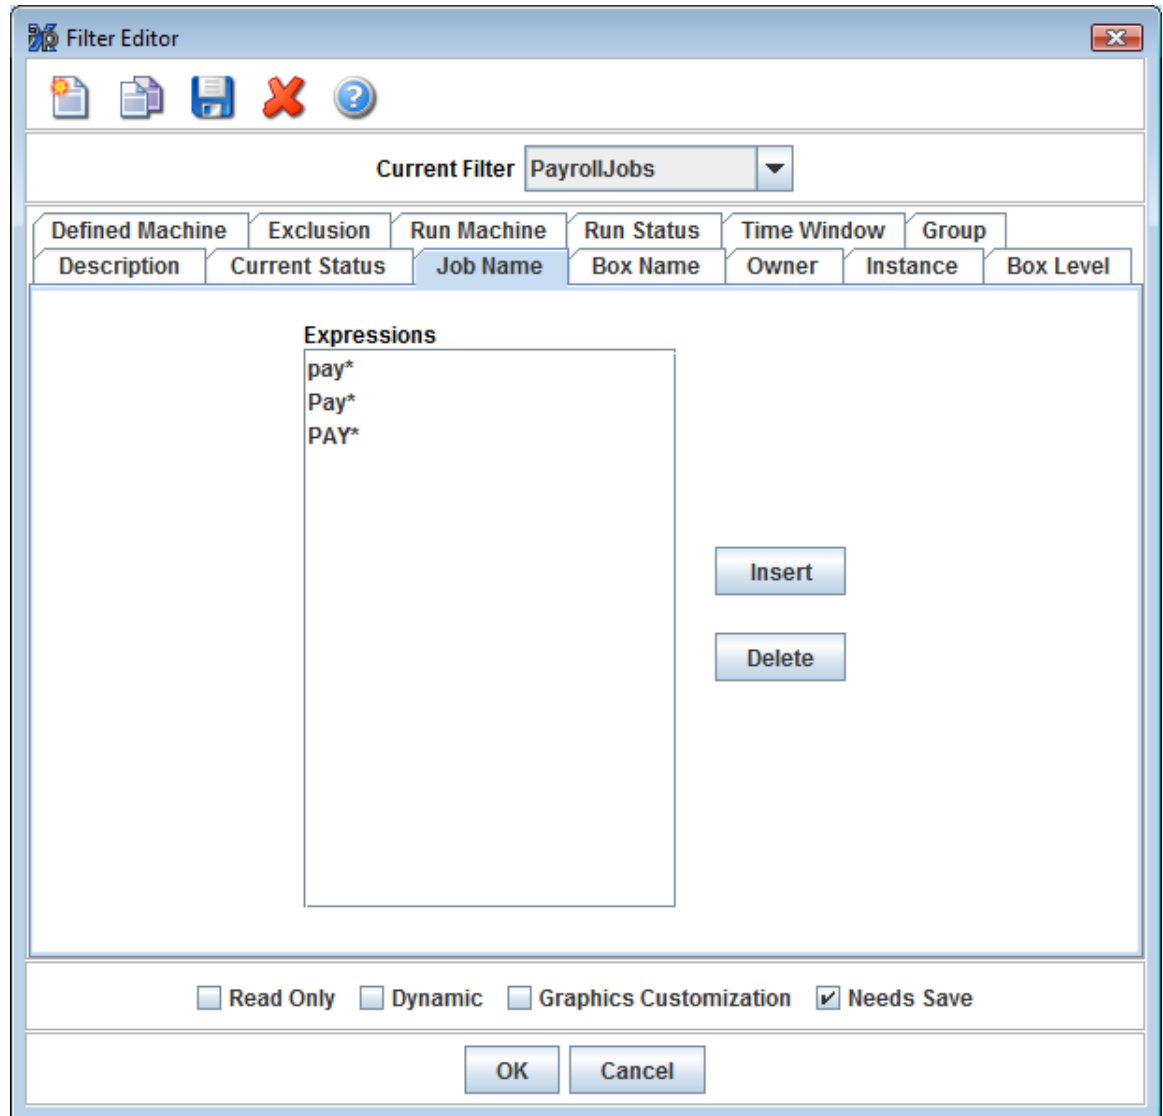 Filter Editor
Current Filter PayrollJobs
Defined Machine Exclusion Run Machine Run Status Time Window Group
Description Current Status Job Name Box Name Owner Instance Box Level
Expressions
pay*
Pay*
PAY*
Insert
Delete
Read Only Dynamic Graphics Customization Needs Save
OK Cancel